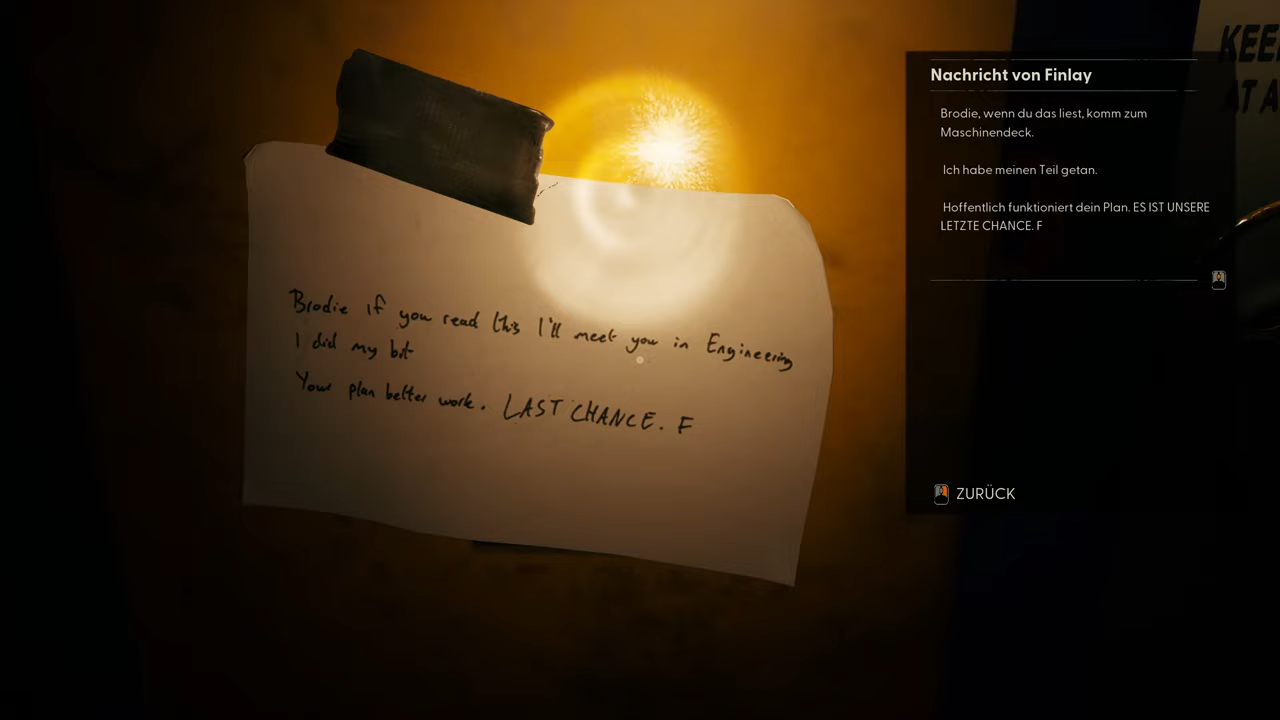 Brodie if you read this I'll meet you in Engineering
I did my bit
Your plan better work. LAST CHANCE. F
Nachricht von Finlay
Brodie, wenn du das liest, komm zum
Maschinendeck.
Ich habe meinen Teil getan.
Hoffentlich funktioniert dein Plan. ES IST UNSERE
LETZTE CHANCE. F
ZURÜCK